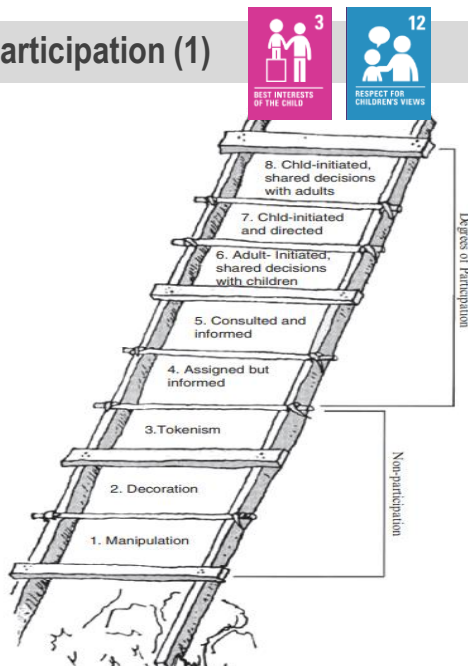 articipation (1)
3
BEST INTERESTS
OF THE CHILD
12
RESPECT FOR
CHILDREN'S VIEWS
8. Chld-initiated,
shared decisions
with adults
7. Chld-initiated
and directed
6. Adult- Initiated,
shared decisions
with children
5. Consulted and
informed
4. Assigned but
informed
3.Tokenism
2. Decoration
1. Manipulation
Degrees of Participation
Non-participation